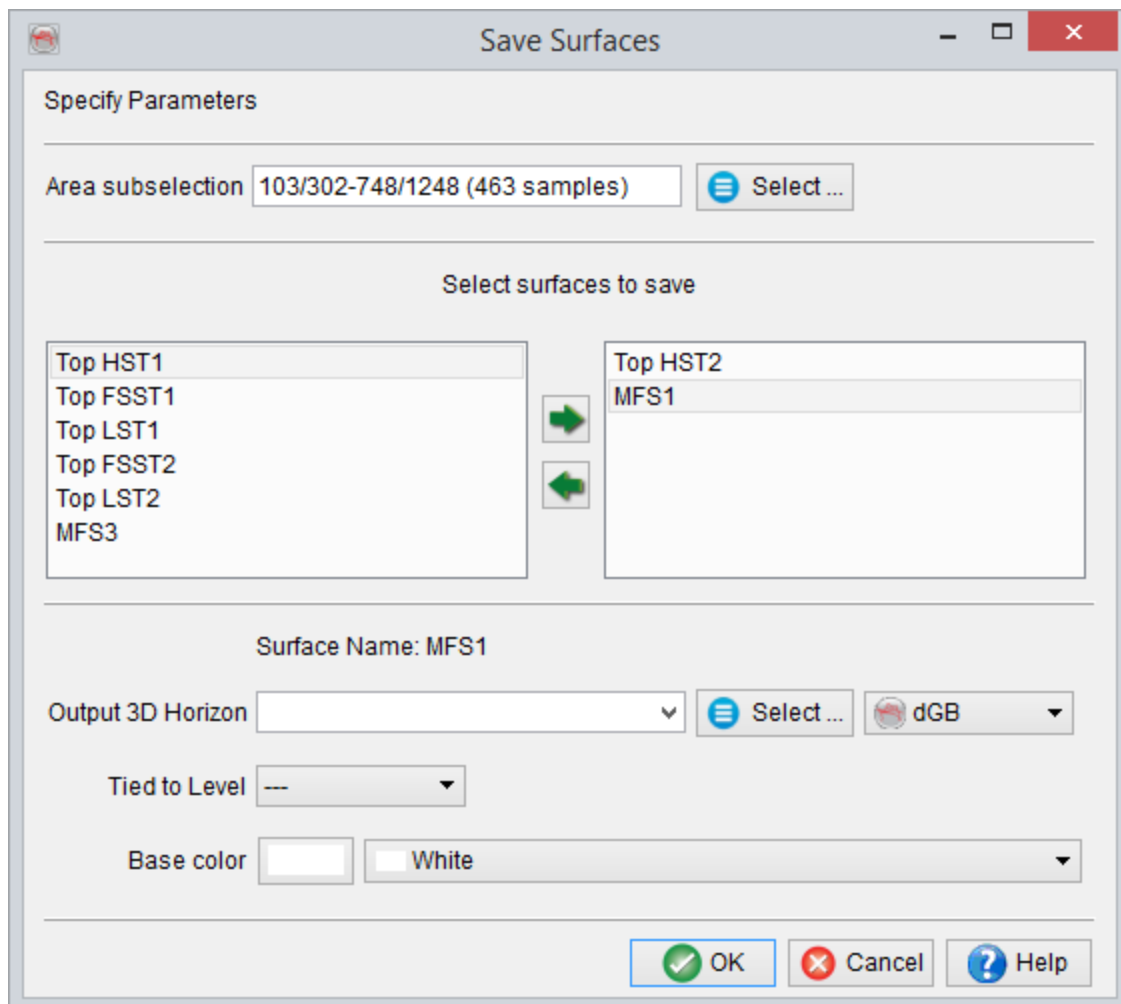 Save Surfaces
Specify Parameters
Area subselection 103/302-748/1248 (463 samples) Select ...
Select surfaces to save
Top HST1
Top FSST1
Top LST1
Top FSST2
Top LST2
MFS3
Top HST2
MFS1
Surface Name: MFS1
Output 3D Horizon Select ... dGB
Tied to Level ---
Base color White
OK Cancel Help